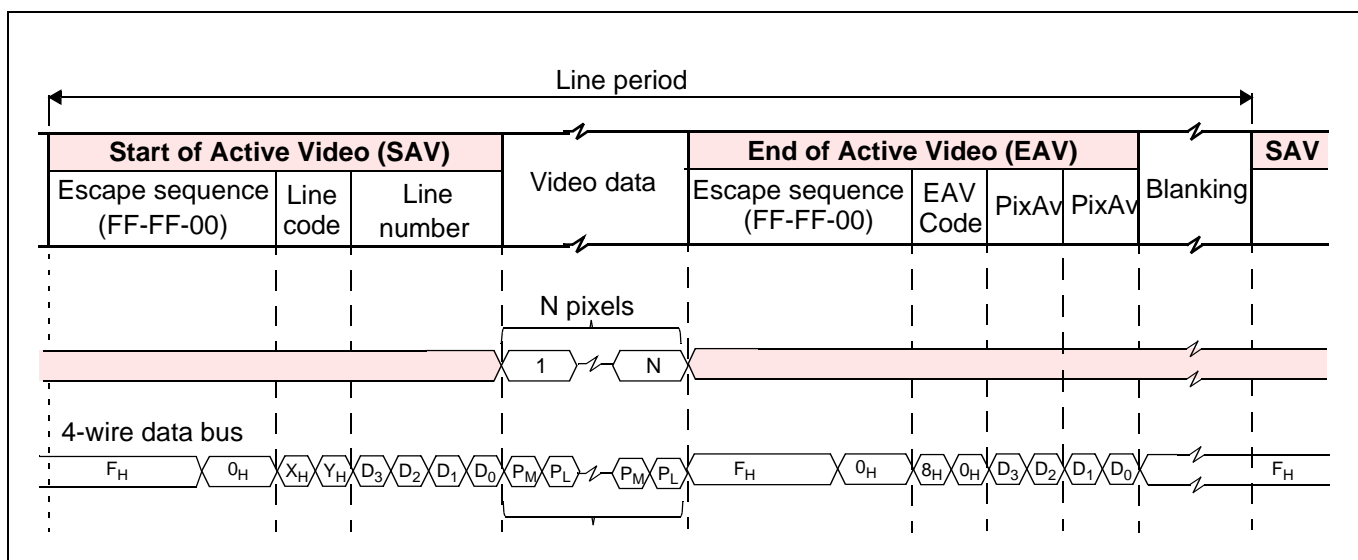 Line period
Start of Active Video (SAV)
Video data
End of Active Video (EAV)
Blanking
SAV
Escape sequence
(FF-FF-00)
Line
code
Line
number
Escape sequence
(FF-FF-00)
EAV
Code
PixAv
PixAv
N pixels
1
N
4-wire data bus
FH 0H XH YH D3 D2 D1 D0 PM PL PM PL FH 0H 8H 0H D3 D2 D1 D0 FH